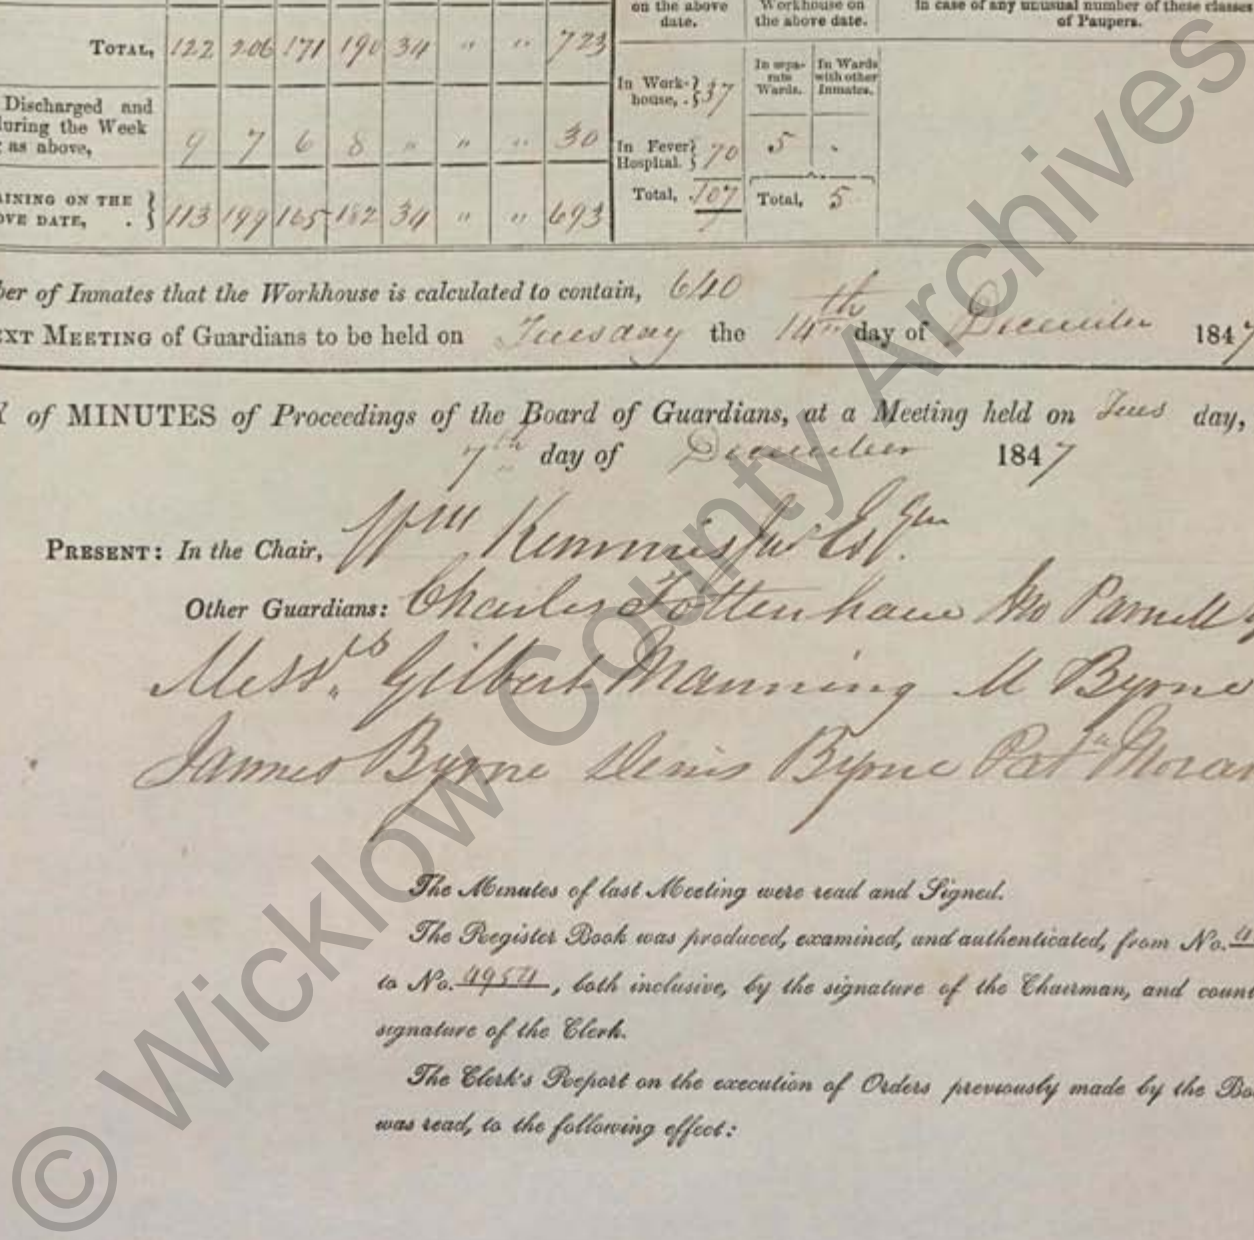 on the above date.
Workhouse on the above date.
in case of any unusual number of these classes of Paupers.
TOTAL, 122 206 171 190 34 " " 723
In separate Wards.
In Wards with other Inmates.
In Workhouse, . } 37
Discharged and
during the Week
as above, 9 7 6 8 " " " 30
In Fever Hospital. } 70 5 .
AINING ON THE
OVE DATE, . } 113 199 165 182 34 " " 693
Total, 107 Total, 5
ber of Inmates that the Workhouse is calculated to contain, 640
EXT MEETING of Guardians to be held on Tuesday the 14th day of December 1847
Y of MINUTES of Proceedings of the Board of Guardians, at a Meeting held on Tues day,
7th day of December 1847
PRESENT: In the Chair, Wm Kemmis Junr Esqre
Other Guardians: Charles Tottenham Jno Parnell
Messrs. Gilbert Manning M Byrne
James Byrne Denis Byrne Patk Moran
The Minutes of last Meeting were read and Signed.
The Register Book was produced, examined, and authenticated, from No. 4
to No. 4954, both inclusive, by the signature of the Chairman, and count
signature of the Clerk.
The Clerk's Report on the execution of Orders previously made by the Bo
was read, to the following effect:
© Wicklow County Archives